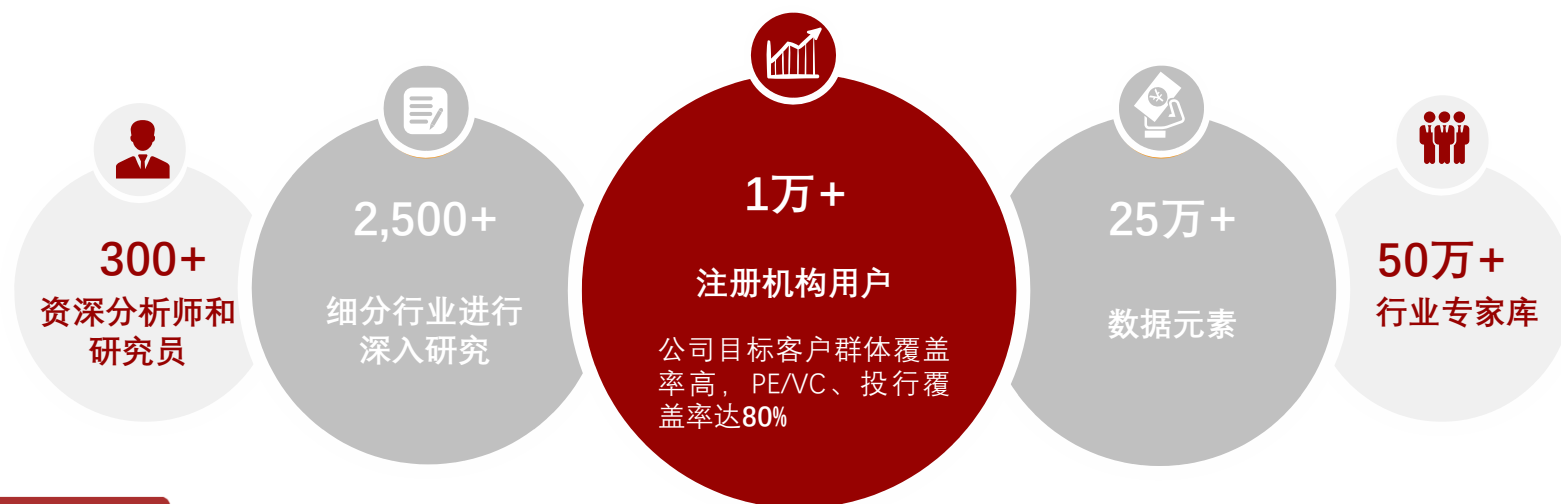 300+
资深分析师和
研究员
2,500+
细分行业进行
深入研究
1万+
注册机构用户
公司目标客户群体覆盖
率高，PE/VC、投行覆
盖率达80%
25万+
数据元素
50万+
行业专家库